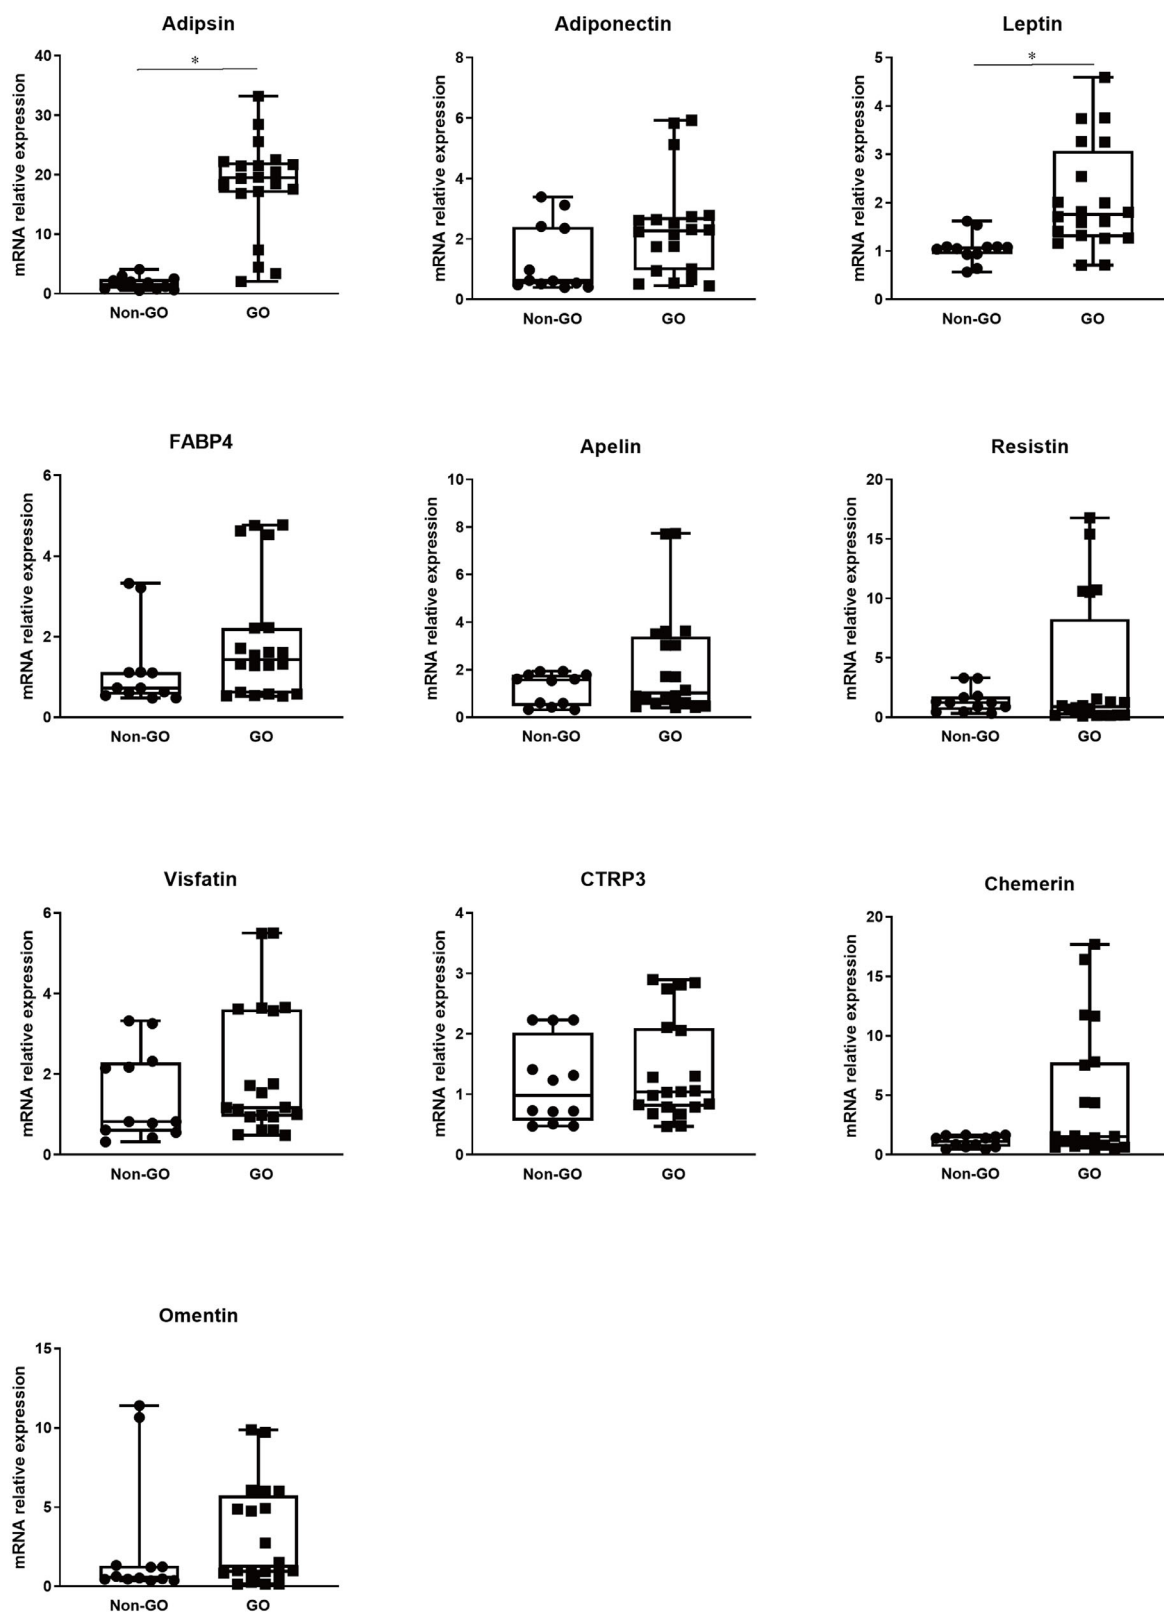 Adipsin
mRNA relative expression
40
30
20
10
0
*
Non-GO
GO
Adiponectin
mRNA relative expression
8
6
4
2
0
Non-GO
GO
Leptin
mRNA relative expression
5
4
3
2
1
0
*
Non-GO
GO
FABP4
mRNA relative expression
6
4
2
0
Non-GO
GO
Apelin
mRNA relative expression
10
8
6
4
2
0
Non-GO
GO
Resistin
mRNA relative expression
20
15
10
5
0
Non-GO
GO
Visfatin
mRNA relative expression
6
4
2
0
Non-GO
GO
CTRP3
mRNA relative expression
4
3
2
1
0
Non-GO
GO
Chemerin
mRNA relative expression
20
15
10
5
0
Non-GO
GO
Omentin
mRNA relative expression
15
10
5
0
Non-GO
GO